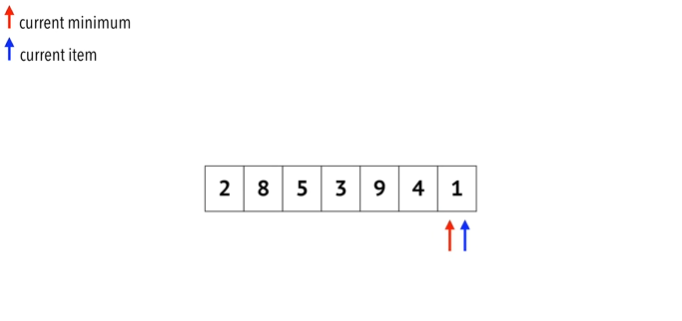 current minimum
current item
2 8 5 3 9 4 1